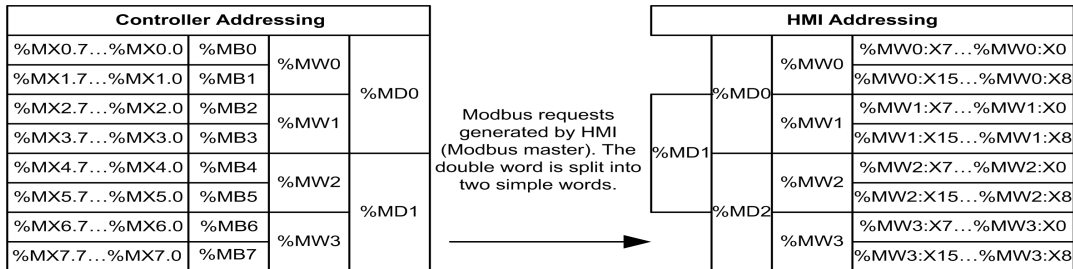 Controller Addressing
HMI Addressing
%MX0.7...%MX0.0 %MB0 %MW0 %MD0
%MX1.7...%MX1.0 %MB1
%MX2.7...%MX2.0 %MB2 %MW1
%MX3.7...%MX3.0 %MB3
%MX4.7...%MX4.0 %MB4 %MW2 %MD1
%MX5.7...%MX5.0 %MB5
%MX6.7...%MX6.0 %MB6 %MW3
%MX7.7...%MX7.0 %MB7
Modbus requests
generated by HMI
(Modbus master). The
double word is split into
two simple words.
%MD0 %MW0 %MW0:X7...%MW0:X0
%MW0:X15...%MW0:X8
%MD1 %MW1 %MW1:X7...%MW1:X0
%MW1:X15...%MW1:X8
%MD2 %MW2 %MW2:X7...%MW2:X0
%MW2:X15...%MW2:X8
%MW3 %MW3:X7...%MW3:X0
%MW3:X15...%MW3:X8